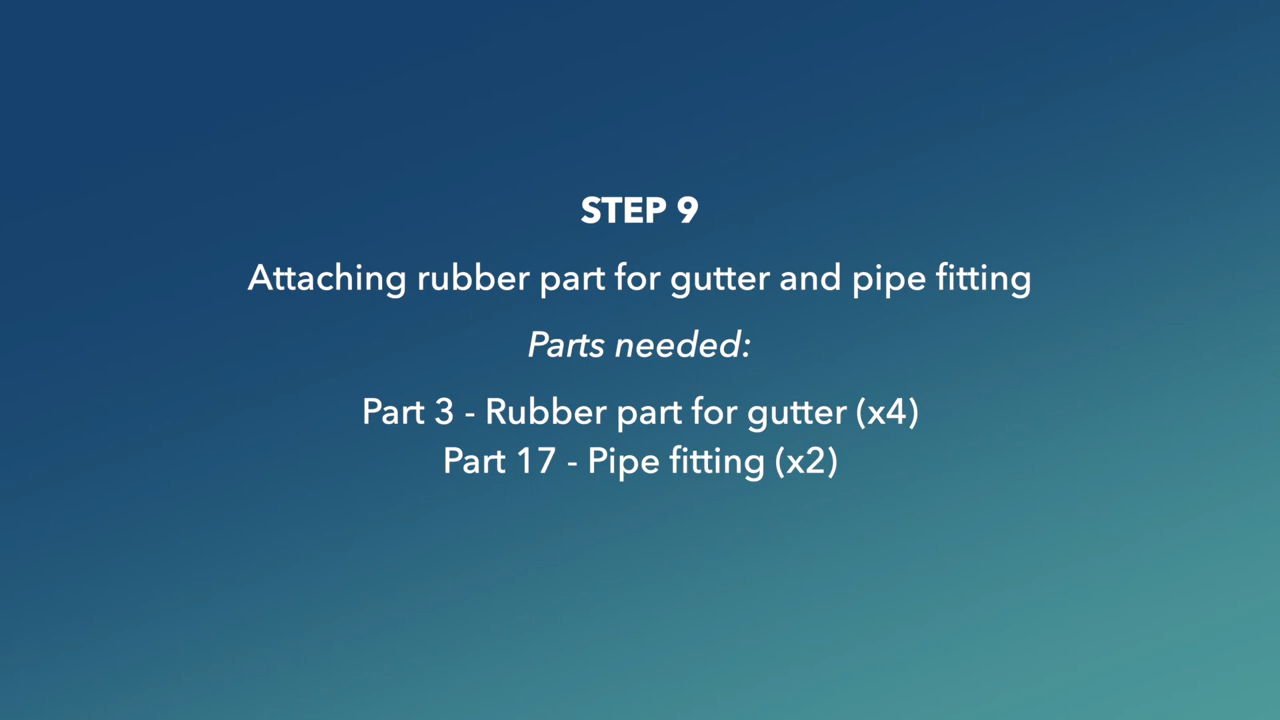 STEP 9
Attaching rubber part for gutter and pipe fitting
Parts needed:
Part 3 - Rubber part for gutter (x4)
Part 17 - Pipe fitting (x2)